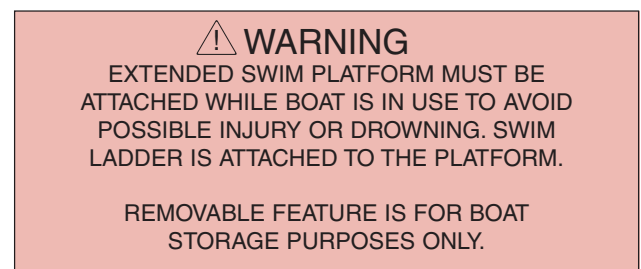 WARNING
EXTENDED SWIM PLATFORM MUST BE
ATTACHED WHILE BOAT IS IN USE TO AVOID
POSSIBLE INJURY OR DROWNING. SWIM
LADDER IS ATTACHED TO THE PLATFORM.
REMOVABLE FEATURE IS FOR BOAT
STORAGE PURPOSES ONLY.